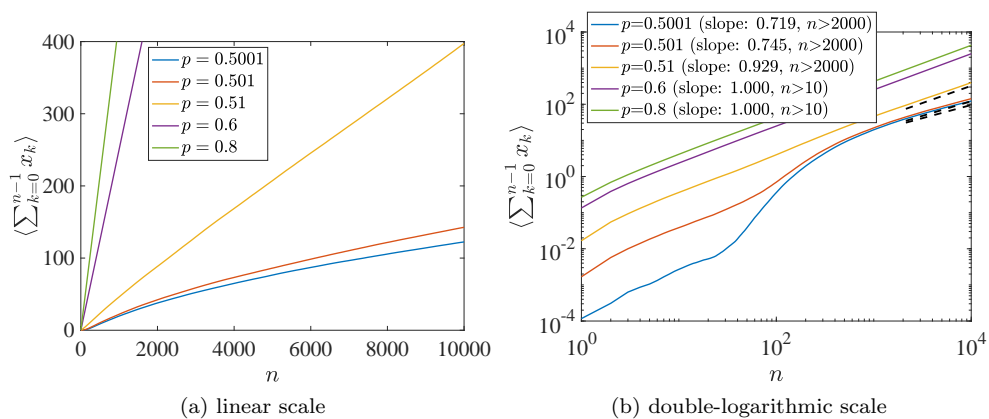 400
300
200
100
0
0 2000 4000 6000 8000 10000
⟨∑_{k=0}^{n−1} x_k⟩
n
p = 0.5001
p = 0.501
p = 0.51
p = 0.6
p = 0.8
(a) linear scale
10^4
10^2
10^0
10^{-2}
10^{-4}
10^0 10^2 10^4
⟨∑_{k=0}^{n−1} x_k⟩
n
p=0.5001 (slope: 0.719, n>2000)
p=0.501 (slope: 0.745, n>2000)
p=0.51 (slope: 0.929, n>2000)
p=0.6 (slope: 1.000, n>10)
p=0.8 (slope: 1.000, n>10)
(b) double-logarithmic scale